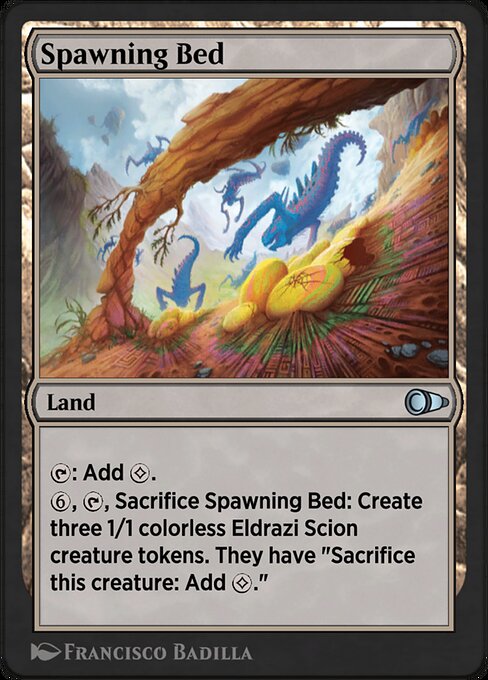 Spawning Bed
Land
: Add .
6, , Sacrifice Spawning Bed: Create
three 1/1 colorless Eldrazi Scion
creature tokens. They have "Sacrifice
this creature: Add ."
Francisco Badilla